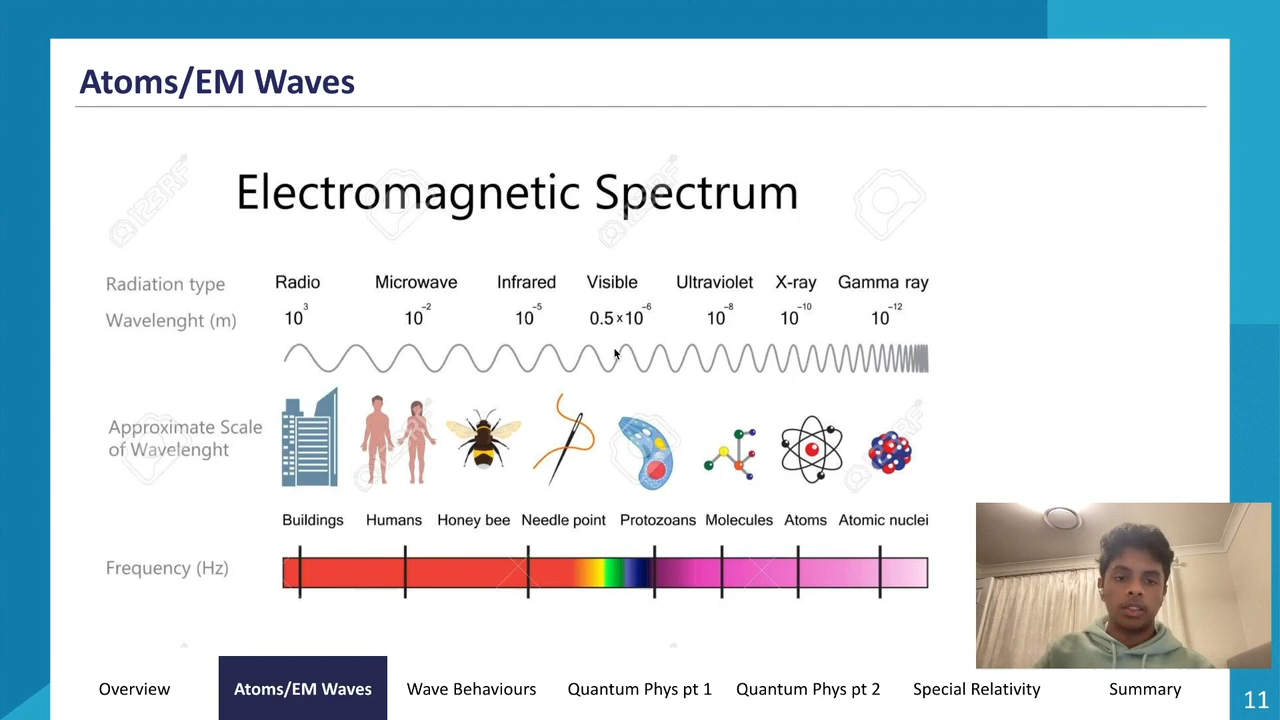 Atoms/EM Waves
Electromagnetic Spectrum
Radiation type Radio Microwave Infrared Visible Ultraviolet X-ray Gamma ray
Wavelenght (m) 10³ 10⁻² 10⁻⁵ 0.5×10⁻⁶ 10⁻⁸ 10⁻¹⁰ 10⁻¹²
Approximate Scale
of Wavelenght
Buildings Humans Honey bee Needle point Protozoans Molecules Atoms Atomic nuclei
Frequency (Hz)
Overview Atoms/EM Waves Wave Behaviours Quantum Phys pt 1 Quantum Phys pt 2 Special Relativity Summary
11
123RF
123RF